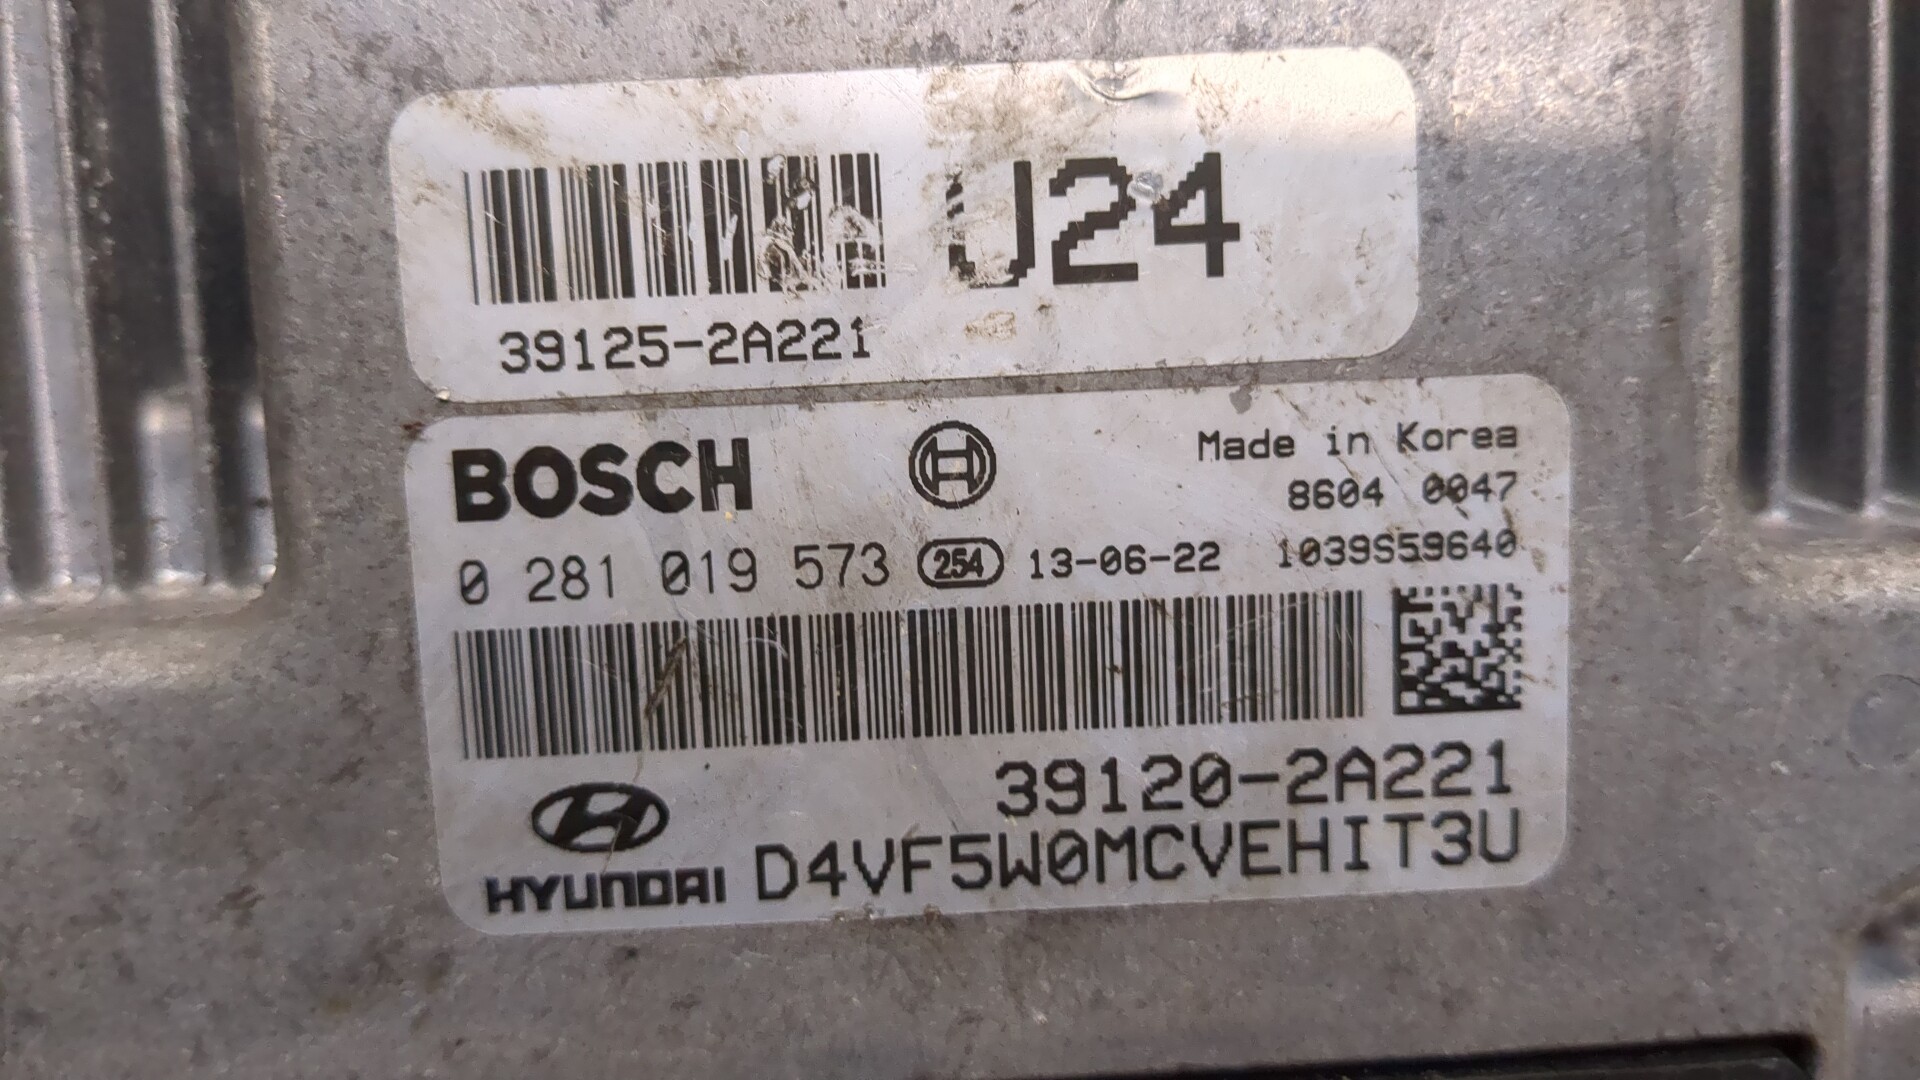 U24
39125-2A221
BOSCH
Made in Korea
8604 0047
0 281 019 573 254 13-06-22 1039S59640
39120-2A221
HYUNDAI D4VF5W0MCVEHIT3U